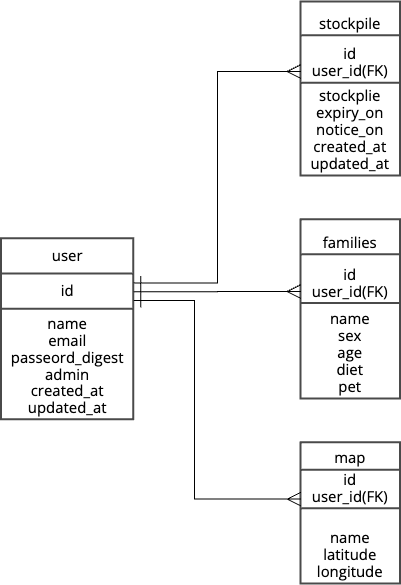 stockpile
id
user_id(FK)
stockplie
expiry_on
notice_on
created_at
updated_at
user
id
name
email
passeord_digest
admin
created_at
updated_at
families
id
user_id(FK)
name
sex
age
diet
pet
map
id
user_id(FK)
name
latitude
longitude